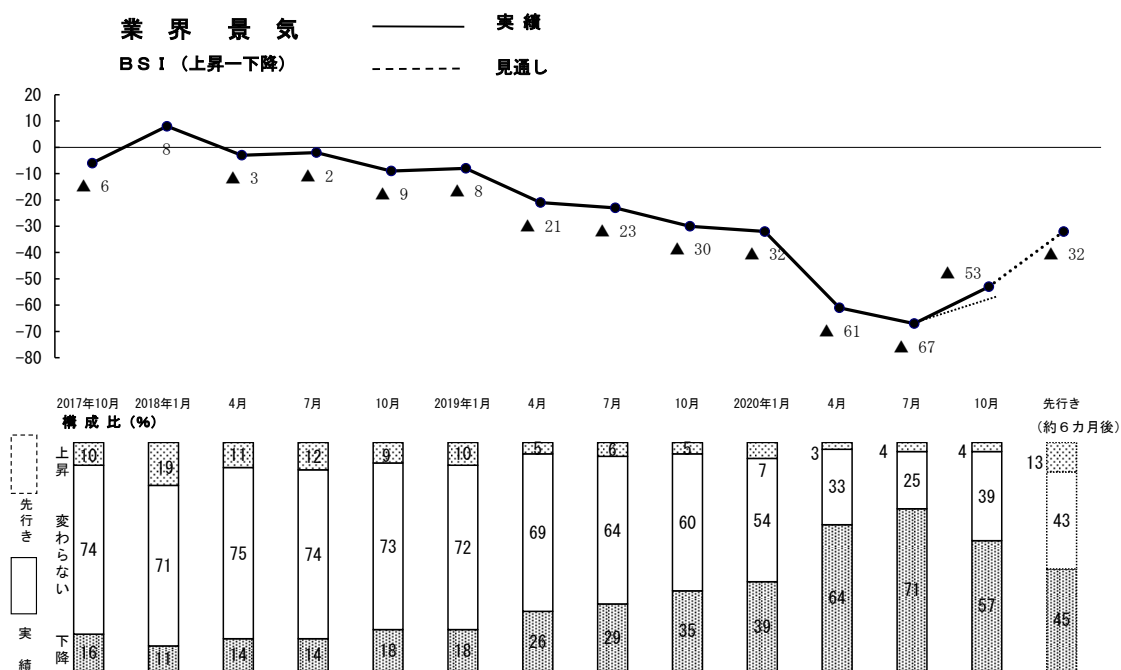 業 界 景 気
実 績
ＢＳＩ（上昇－下降）
見通し
20
10
0
-10
-20
-30
-40
-50
-60
-70
-80
▲ 6
8
▲ 3
▲ 2
▲ 9
▲ 8
▲ 21
▲ 23
▲ 30
▲ 32
▲ 61
▲ 67
▲ 53
▲ 32
2017年10月 2018年1月 4月 7月 10月 2019年1月 4月 7月 10月 2020年1月 4月 7月 10月 先行き
構 成 比（%）
（約６カ月後）
先行き
実 績
上昇
10 19 11 12 9 10 5 6 5 7 3 4 4 13
変わらない
74 71 75 74 73 72 69 64 60 54 33 25 39 43
下降
16 11 14 14 18 18 26 29 35 39 64 71 57 45